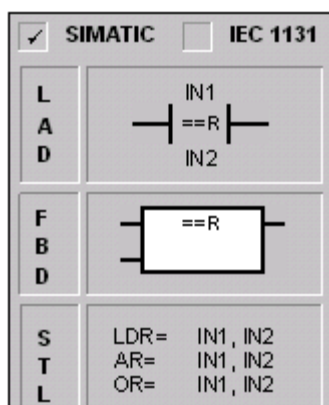 ✓ SIMATIC IEC 1131
L
A
D
IN1
==R
IN2
F
B
D
==R
S
T
L
LDR= IN1, IN2
AR= IN1, IN2
OR= IN1, IN2